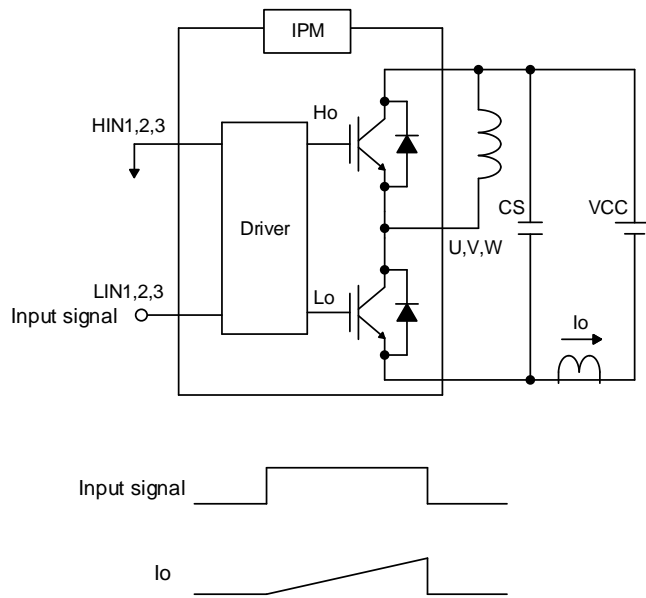 IPM
HIN1,2,3
Ho
Driver
CS
VCC
U,V,W
LIN1,2,3
Lo
Input signal
Io
Input signal
Io